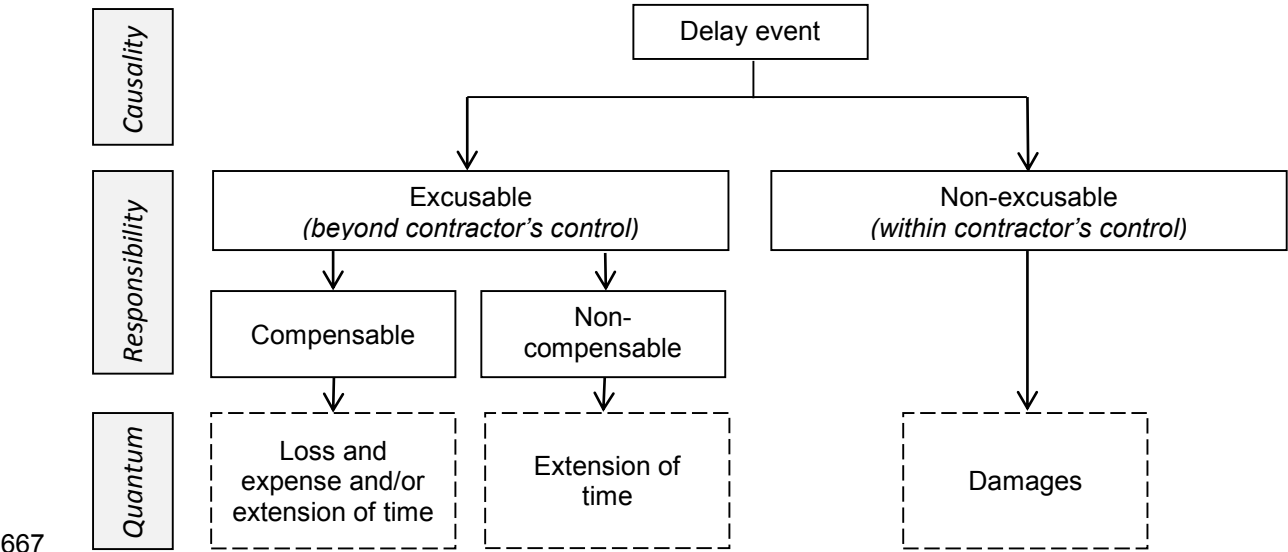 Causality
Delay event
Responsibility
Excusable
(beyond contractor's control)
Non-excusable
(within contractor's control)
Compensable
Non-
compensable
Quantum
Loss and
expense and/or
extension of time
Extension of
time
Damages
667